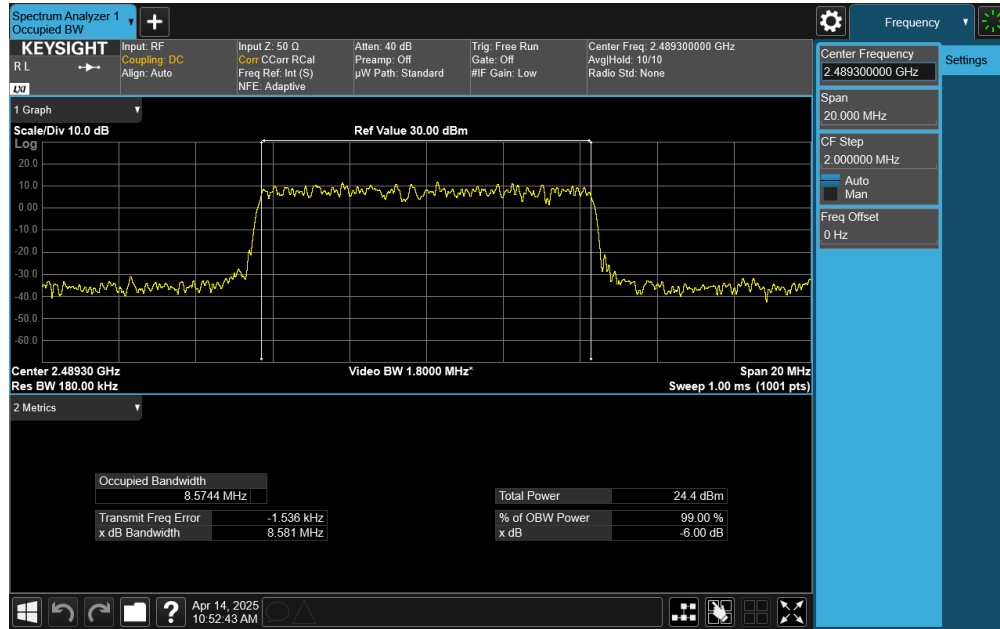 Spectrum Analyzer 1
Occupied BW
Frequency
KEYSIGHT
R L
LXI
Input: RF
Coupling: DC
Align: Auto
Input Z: 50 Ω
Corr CCorr RCal
Freq Ref: Int (S)
NFE: Adaptive
Atten: 40 dB
Preamp: Off
µW Path: Standard
Trig: Free Run
Gate: Off
#IF Gain: Low
Center Freq: 2.489300000 GHz
Avg|Hold: 10/10
Radio Std: None
Center Frequency
2.489300000 GHz
Settings
Span
20.000 MHz
CF Step
2.000000 MHz
Auto
Man
Freq Offset
0 Hz
1 Graph
Scale/Div 10.0 dB
Ref Value 30.00 dBm
Log
20.0
10.0
0.00
-10.0
-20.0
-30.0
-40.0
-50.0
-60.0
Center 2.48930 GHz
Video BW 1.8000 MHz*
Span 20 MHz
Res BW 180.00 kHz
Sweep 1.00 ms (1001 pts)
2 Metrics
Occupied Bandwidth
8.5744 MHz
Total Power 24.4 dBm
Transmit Freq Error -1.536 kHz
% of OBW Power 99.00 %
x dB Bandwidth 8.581 MHz
x dB -6.00 dB
Apr 14, 2025
10:52:43 AM